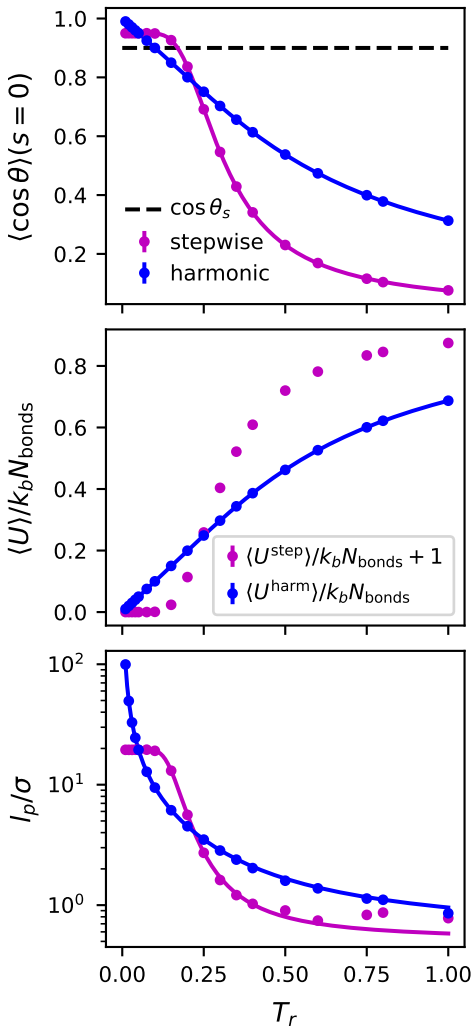 ⟨cos θ⟩(s = 0)
1.0
0.8
0.6
0.4
0.2
cos θ_s
stepwise
harmonic
⟨U⟩/k_b N_bonds
0.8
0.6
0.4
0.2
0.0
⟨U^step⟩/k_b N_bonds + 1
⟨U^harm⟩/k_b N_bonds
l_p/σ
10^2
10^1
10^0
0.00 0.25 0.50 0.75 1.00
T_r